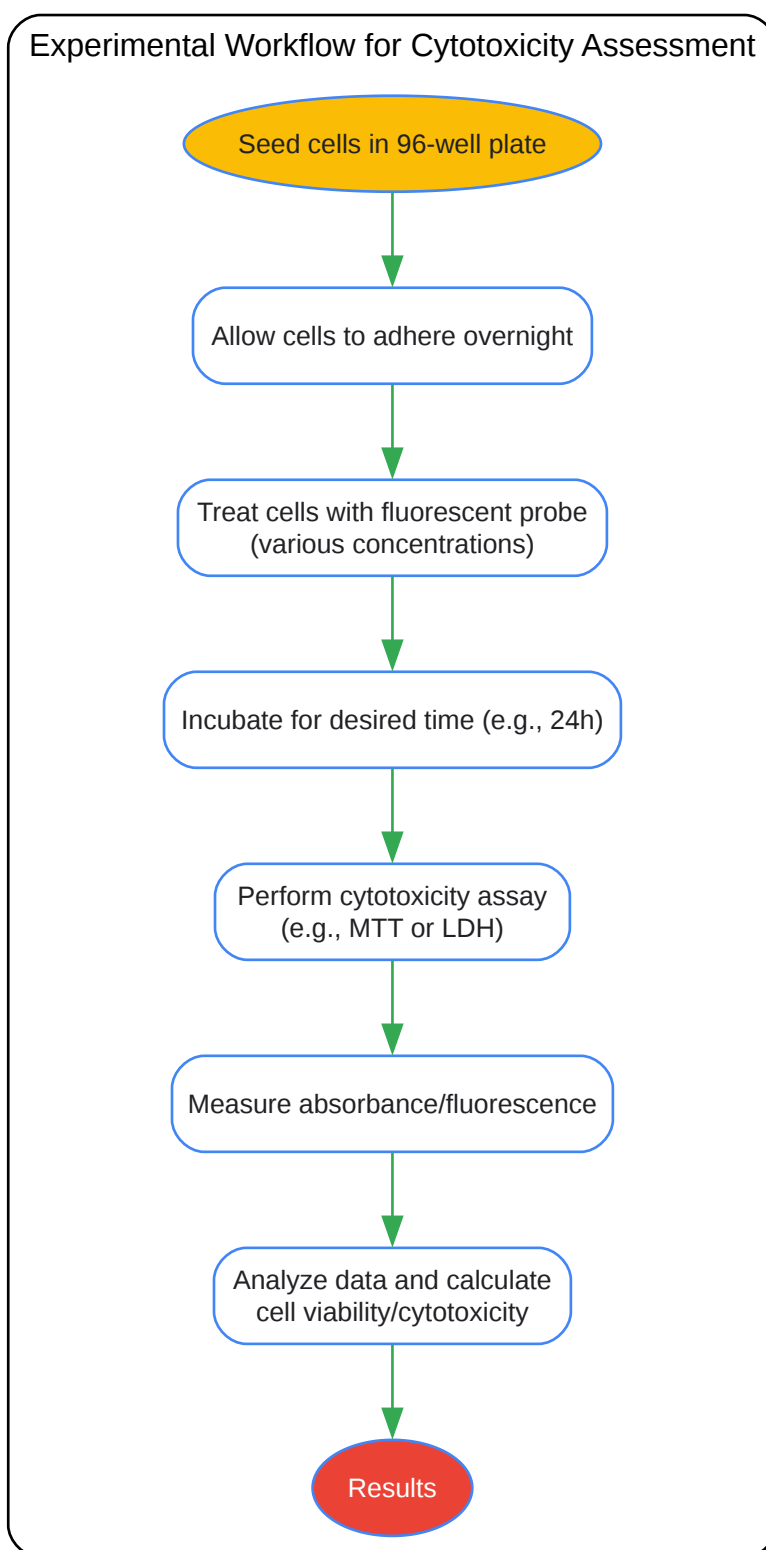 Experimental Workflow for Cytotoxicity Assessment
Seed cells in 96-well plate
Allow cells to adhere overnight
Treat cells with fluorescent probe
(various concentrations)
Incubate for desired time (e.g., 24h)
Perform cytotoxicity assay
(e.g., MTT or LDH)
Measure absorbance/fluorescence
Analyze data and calculate
cell viability/cytotoxicity
Results